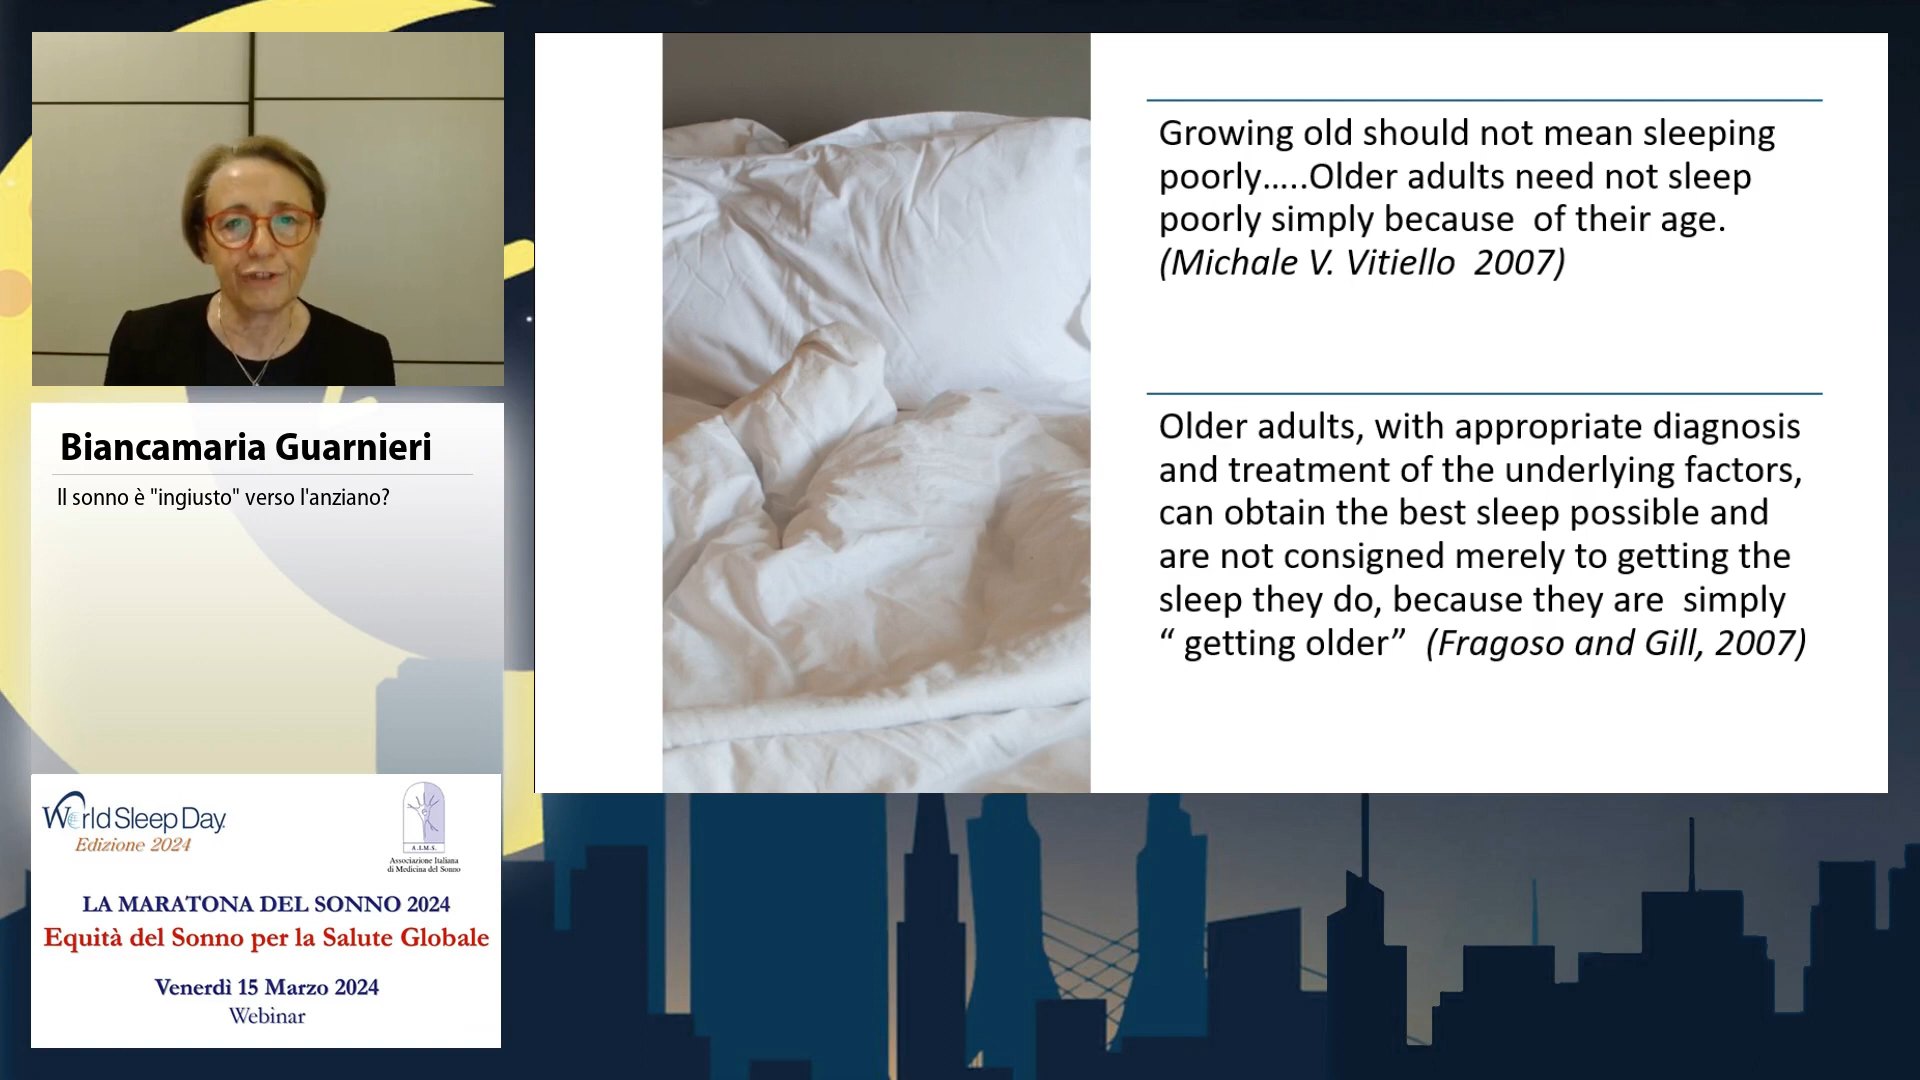 Biancamaria Guarnieri
Il sonno è "ingiusto" verso l'anziano?
World Sleep Day
Edizione 2024
A.I.M.S.
Associazione Italiana
di Medicina del Sonno
LA MARATONA DEL SONNO 2024
Equità del Sonno per la Salute Globale
Venerdì 15 Marzo 2024
Webinar
Growing old should not mean sleeping
poorly…..Older adults need not sleep
poorly simply because  of their age.
(Michale V. Vitiello  2007)
Older adults, with appropriate diagnosis
and treatment of the underlying factors,
can obtain the best sleep possible and
are not consigned merely to getting the
sleep they do, because they are  simply
“ getting older”  (Fragoso and Gill, 2007)